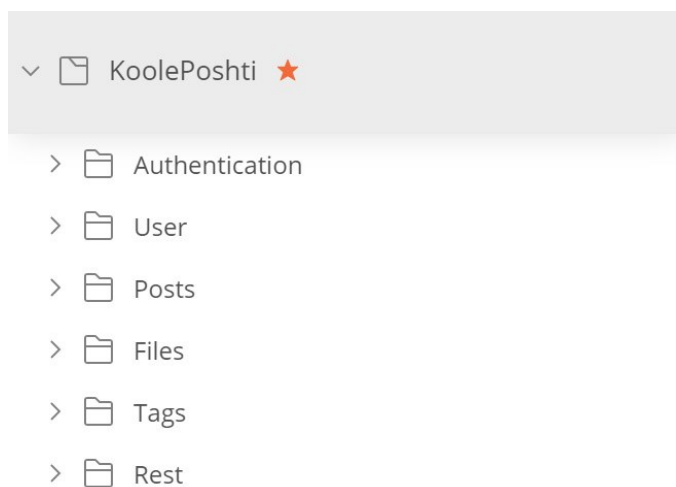 KoolePoshti
Authentication
User
Posts
Files
Tags
Rest